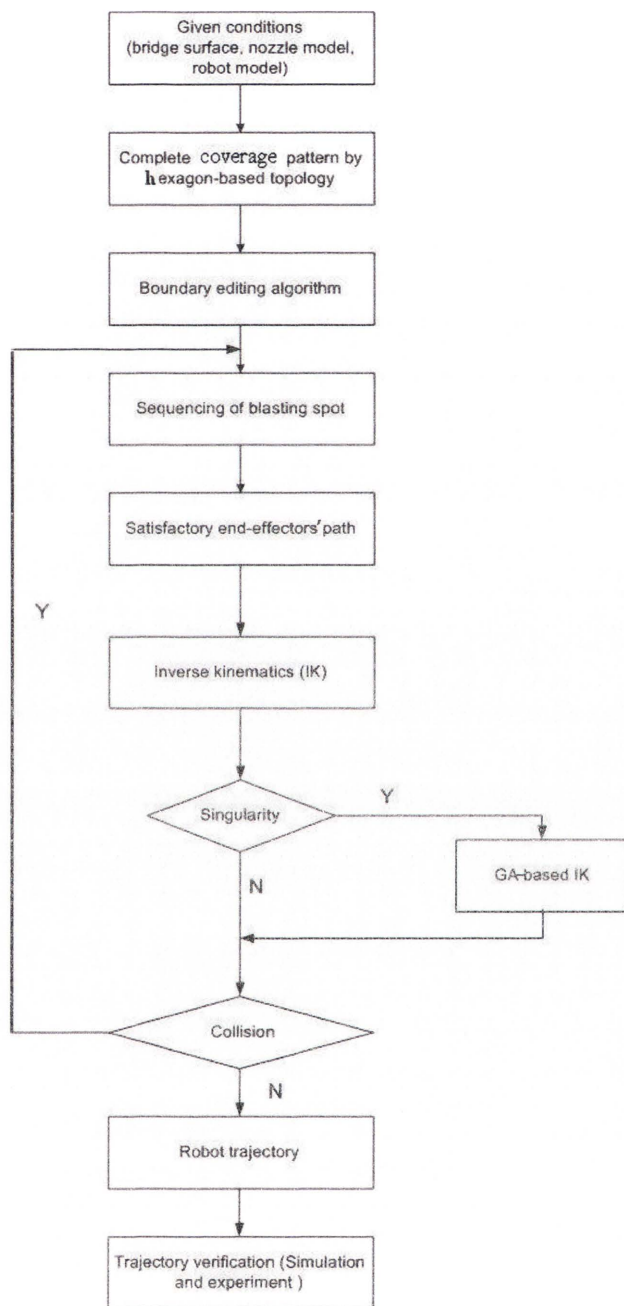 Given conditions
(bridge surface, nozzle model,
robot model)
Complete coverage pattern by
hexagon-based topology
Boundary editing algorithm
Sequencing of blasting spot
Satisfactory end-effectors'path
Y
Inverse kinematics (IK)
Singularity
Y
GA-based IK
N
Collision
N
Robot trajectory
Trajectory verification (Simulation
and experiment )